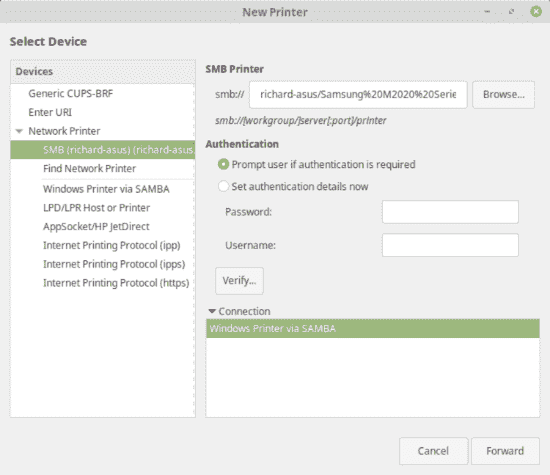 New Printer
Select Device
Devices
Generic CUPS-BRF
Enter URI
Network Printer
SMB (richard-asus) (richard-asus.
Find Network Printer
Windows Printer via SAMBA
LPD/LPR Host or Printer
AppSocket/HP JetDirect
Internet Printing Protocol (ipp)
Internet Printing Protocol (ipps)
Internet Printing Protocol (https)
SMB Printer
smb:// richard-asus/Samsung%20M2020%20Serie Browse...
smb://[workgroup/]server[:port]/printer
Authentication
Prompt user if authentication is required
Set authentication details now
Password:
Username:
Verify...
Connection
Windows Printer via SAMBA
Cancel Forward